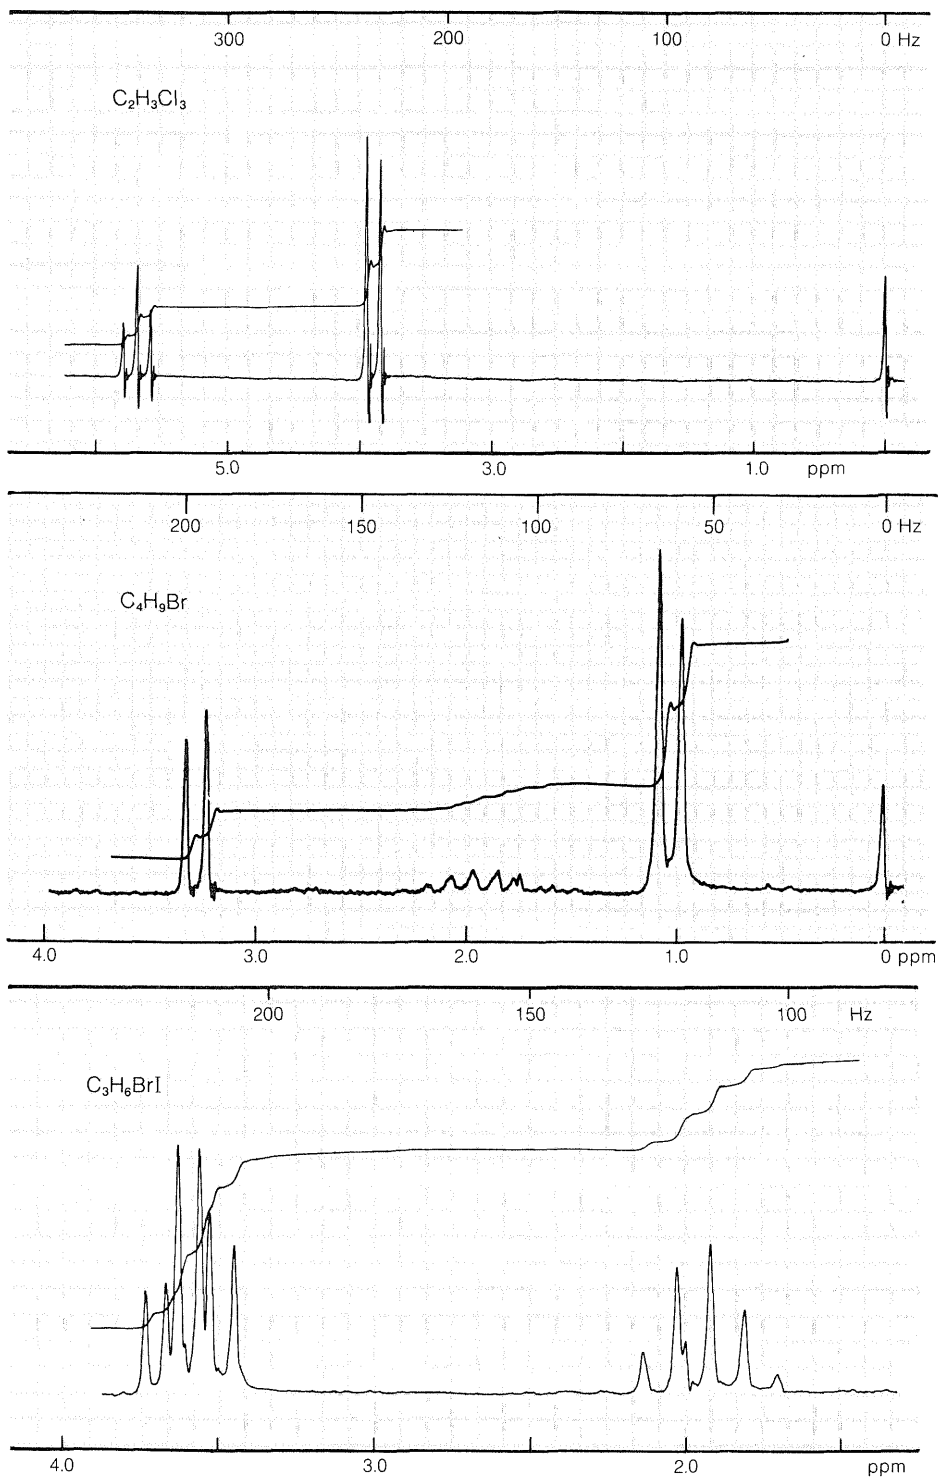 300 200 100 0 Hz
C₂H₃Cl₃
5.0 3.0 1.0 ppm
200 150 100 50 0 Hz
C₄H₉Br
4.0 3.0 2.0 1.0 0 ppm
200 150 100 Hz
C₃H₆BrI
4.0 3.0 2.0 ppm